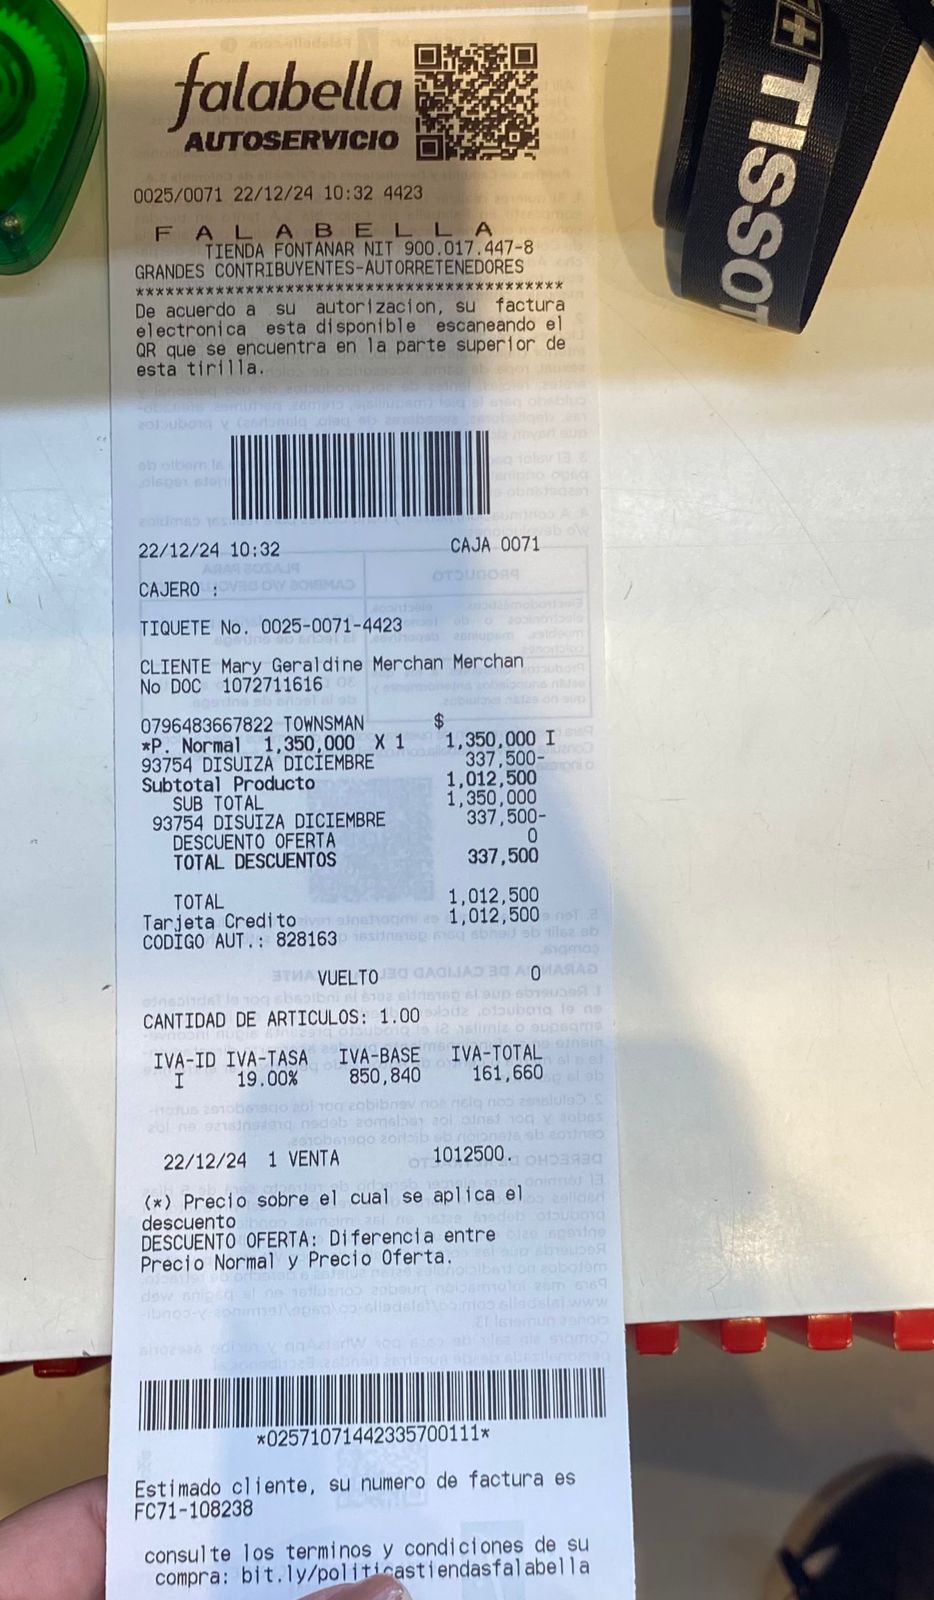 falabella
AUTOSERVICIO
TISSOT
0025/0071 22/12/24 10:32 4423
F A L A B E L L A
TIENDA FONTANAR NIT 900.017.447-8
GRANDES CONTRIBUYENTES-AUTORRETENEDORES
******************************************
De acuerdo a su autorizacion, su factura
electronica esta disponible escaneando el
QR que se encuentra en la parte superior de
esta tirilla.
22/12/24 10:32 CAJA 0071
CAJERO :
TIQUETE No. 0025-0071-4423
CLIENTE Mary Geraldine Merchan Merchan
No DOC 1072711616
0796483667822 TOWNSMAN $
*P. Normal 1,350,000 X 1 1,350,000 I
93754 DISUIZA DICIEMBRE 337,500-
Subtotal Producto 1,012,500
SUB TOTAL 1,350,000
93754 DISUIZA DICIEMBRE 337,500-
DESCUENTO OFERTA 0
TOTAL DESCUENTOS 337,500
TOTAL 1,012,500
Tarjeta Credito 1,012,500
CODIGO AUT.: 828163
VUELTO 0
CANTIDAD DE ARTICULOS: 1.00
IVA-ID IVA-TASA IVA-BASE IVA-TOTAL
I 19.00% 850,840 161,660
22/12/24 1 VENTA 1012500.
(*) Precio sobre el cual se aplica el
descuento
DESCUENTO OFERTA: Diferencia entre
Precio Normal y Precio Oferta.
*02571071442335700111*
Estimado cliente, su numero de factura es
FC71-108238
consulte los terminos y condiciones de su
compra: bit.ly/politicastiendasfalabella